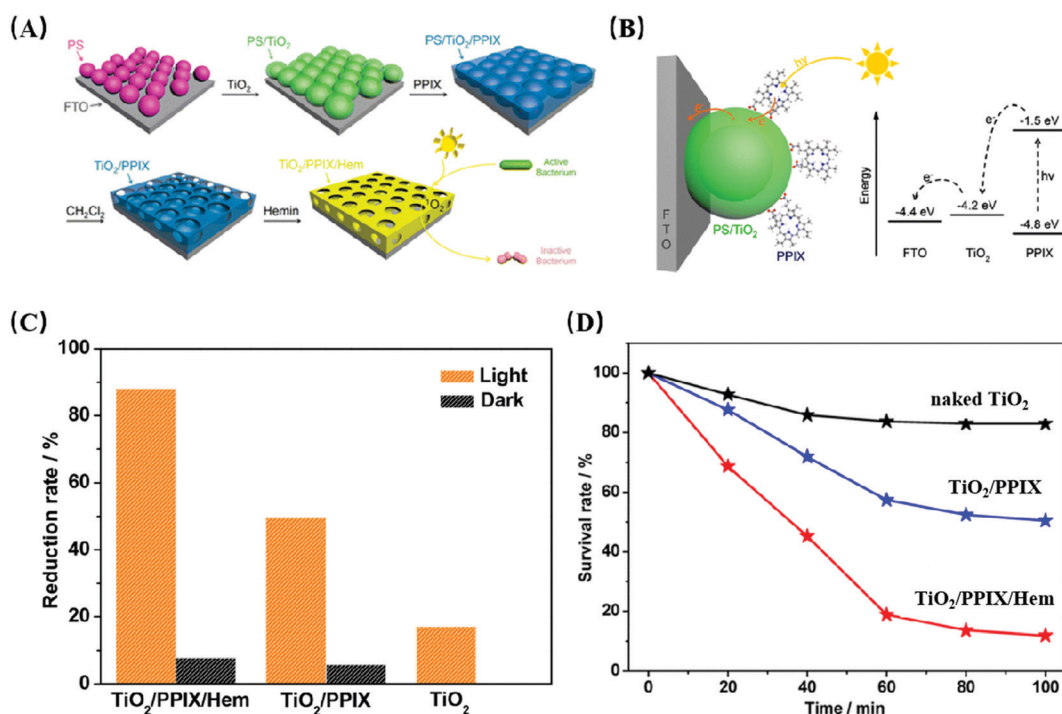 (A)
PS
FTO
TiO₂
PS/TiO₂
PPIX
PS/TiO₂/PPIX
CH₂Cl₂
TiO₂/PPIX
Hemin
TiO₂/PPIX/Hem
¹O₂
Active
Bacterium
Inactive
Bacterium
(B)
hν
e⁻
e⁻
FTO
PS/TiO₂
PPIX
Energy
e⁻
e⁻
-1.5 eV
hν
-4.4 eV
-4.2 eV
-4.8 eV
FTO
TiO₂
PPIX
(C)
Reduction rate / %
100
80
60
40
20
0
Light
Dark
TiO₂/PPIX/Hem
TiO₂/PPIX
TiO₂
(D)
Survival rate / %
100
80
60
40
20
0
naked TiO₂
TiO₂/PPIX
TiO₂/PPIX/Hem
0
20
40
60
80
100
Time / min